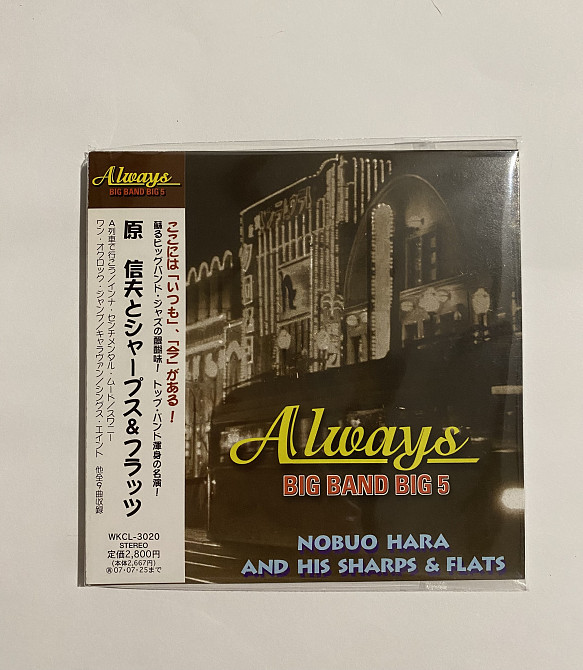 Always
BIG BAND BIG 5
ここには「いつも」、「今」がある！
蘇るビッグバンド・ジャズの醍醐味！ トップ・バンド渾身の名演！
原 信夫とシャープス&フラッツ
A列車で行こう/インナ・センチメンタル・ムード/スワニー
ワン・オクロック・ジャンプ/キャラヴァン/シングス・エイント 他全9曲収録
WKCL-3020
STEREO
定価2,800円
(本体2,667円)
07・07・25まで
Always
BIG BAND BIG 5
NOBUO HARA
AND HIS SHARPS & FLATS